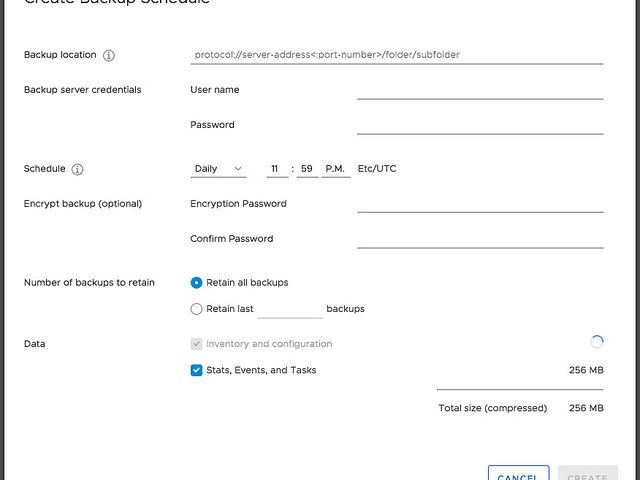 Create Backup Schedule
Backup location
protocol://server-address<:port-number>/folder/subfolder
Backup server credentials
User name
Password
Schedule
Daily 11 : 59 P.M. Etc/UTC
Encrypt backup (optional)
Encryption Password
Confirm Password
Number of backups to retain
Retain all backups
Retain last backups
Data
Inventory and configuration
Stats, Events, and Tasks 256 MB
Total size (compressed) 256 MB
CANCEL CREATE